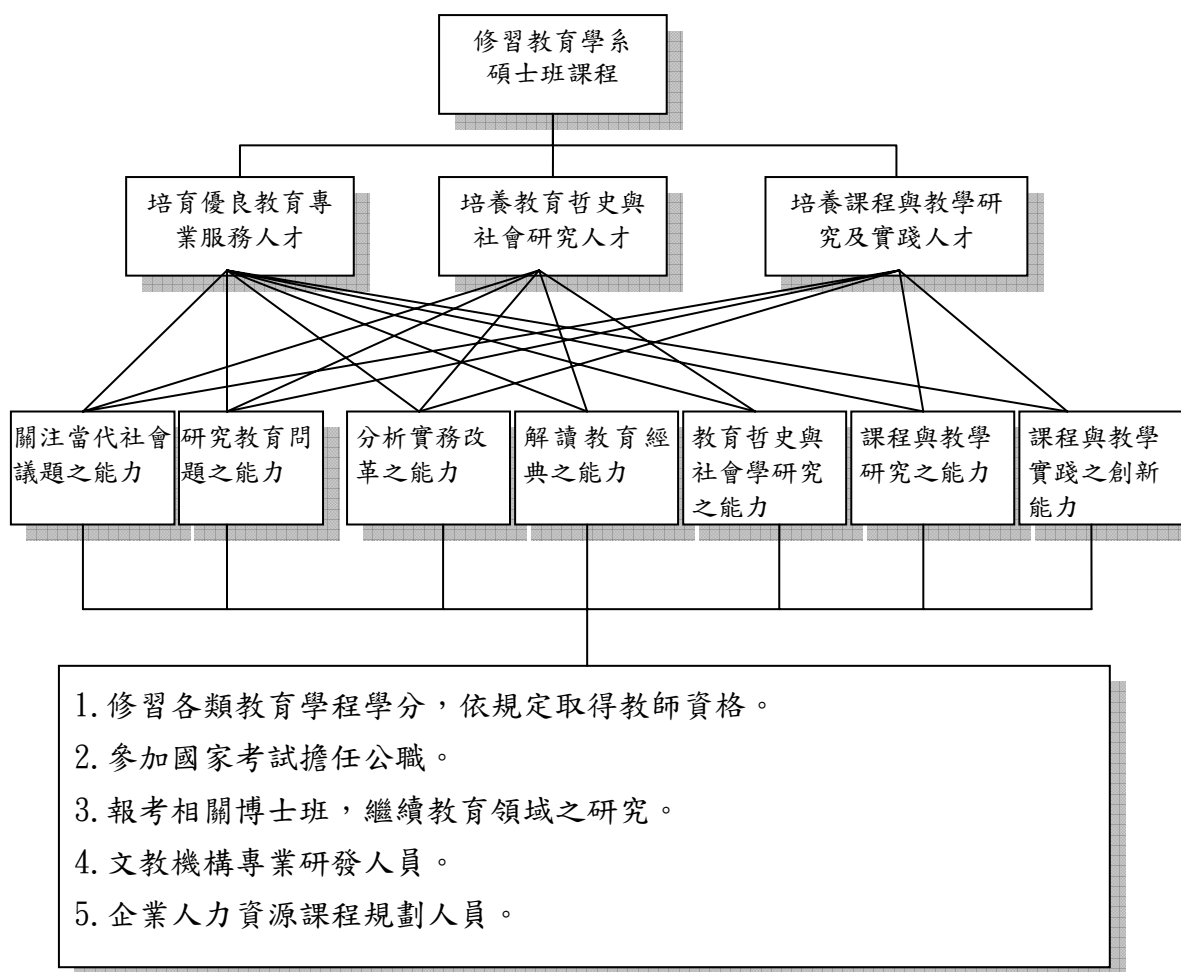 修習教育學系
碩士班課程
培育優良教育專
業服務人才
培養教育哲史與
社會研究人才
培養課程與教學研
究及實踐人才
關注當代社會
議題之能力
研究教育問
題之能力
分析實務改
革之能力
解讀教育經
典之能力
教育哲史與
社會學研究
之能力
課程與教學
研究之能力
課程與教學
實踐之創新
能力
1.修習各類教育學程學分，依規定取得教師資格。
2.參加國家考試擔任公職。
3.報考相關博士班，繼續教育領域之研究。
4.文教機構專業研發人員。
5.企業人力資源課程規劃人員。